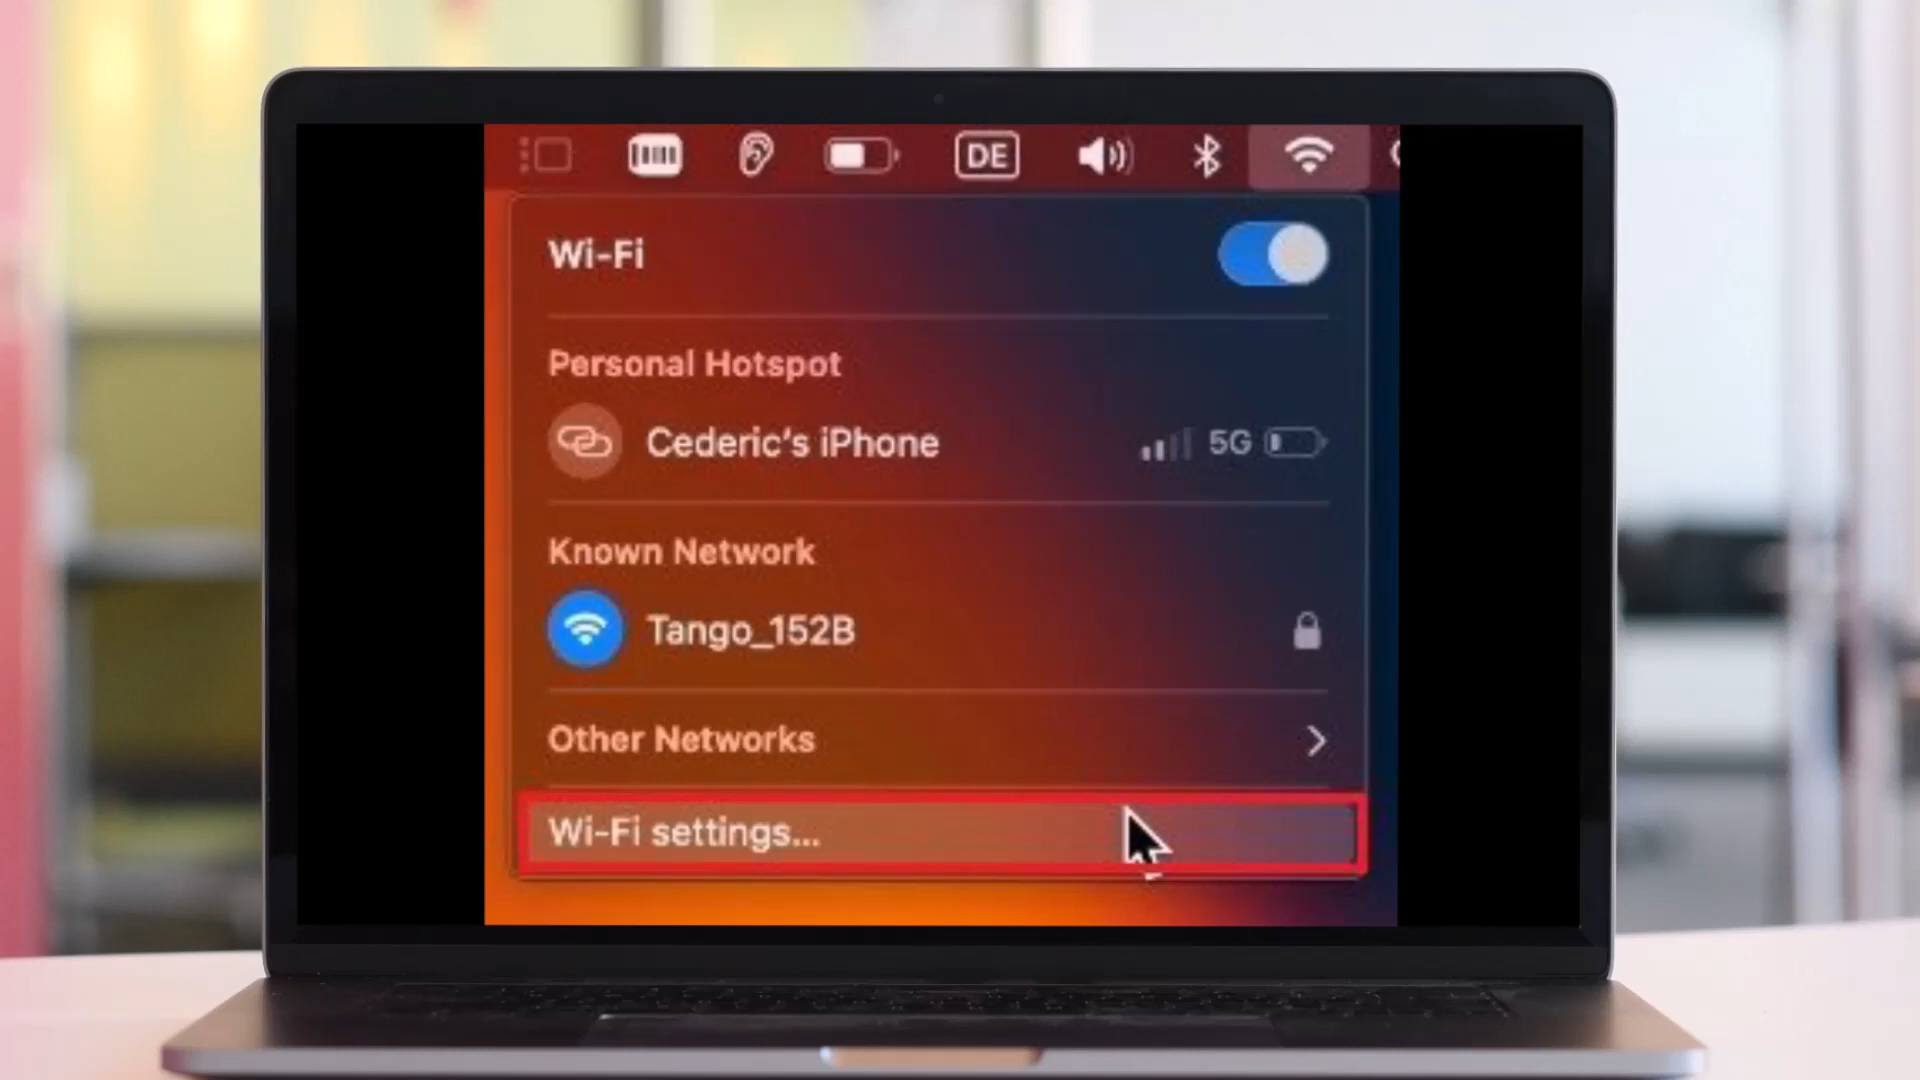 DE
Wi-Fi
Personal Hotspot
Cederic's iPhone 5G
Known Network
Tango_152B
Other Networks
Wi-Fi settings...